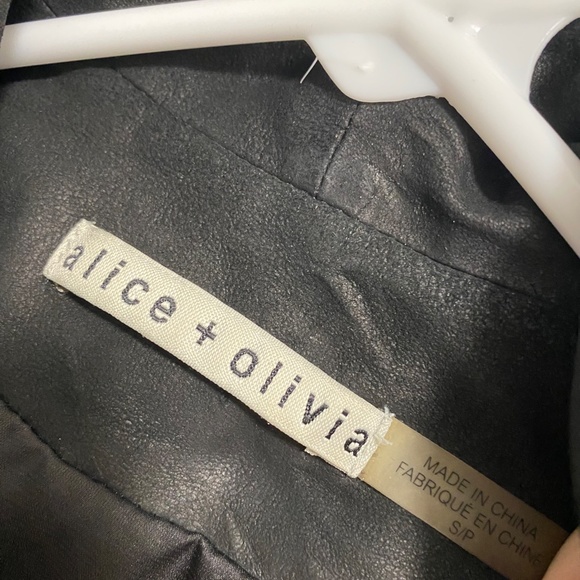 alice + olivia
MADE IN CHINA
FABRIQUÉ EN CHINE
S/P